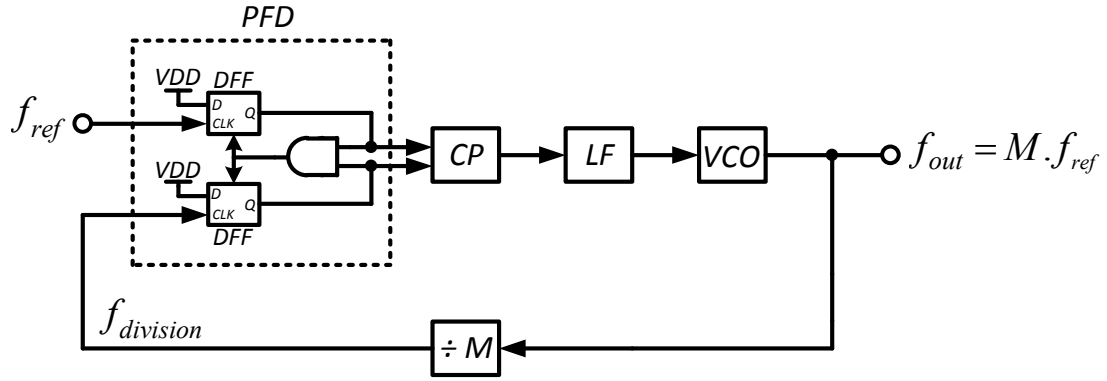 PFD
VDD
DFF
D
Q
CLK
f_ref
CP
LF
VCO
f_out = M.f_ref
VDD
D
Q
CLK
DFF
f_division
÷ M